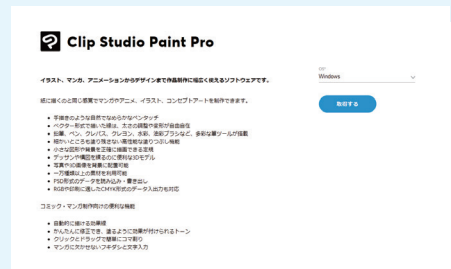 Clip Studio Paint Pro
イラスト、マンガ、アニメーションからデザインまで作品制作に幅広く使えるソフトウェアです。
紙に描くのと同じ感覚でマンガやアニメ、イラスト、コンセプトアートを制作できます。
手描きのような自然でなめらかなペンタッチ
ベクター形式で描いた線は、太さの調整や変形が自由自在
鉛筆、ペン、クレパス、クレヨン、水彩、油彩ブラシなど、多彩な筆ツールが搭載
細かいところも塗り残さない高性能な塗りつぶし機能
小さな図形や背景を正確に描画できる定規
デッサンや構図を探るのに便利な3Dモデル
写真や3D画像を背景に配置可能
一万種類以上の素材を利用可能
PSD形式のデータを読み込み・書き出し
RGBや印刷に適したCMYK形式のデータ入出力も対応
コミック・マンガ制作向けの便利な機能
自動的に描ける効果線
かんたんに修正でき、塗るように効果が付けられるトーン
クリックとドラッグで簡単にコマ割り
マンガに欠かせないフキダシと文字入力
Windows
取得する